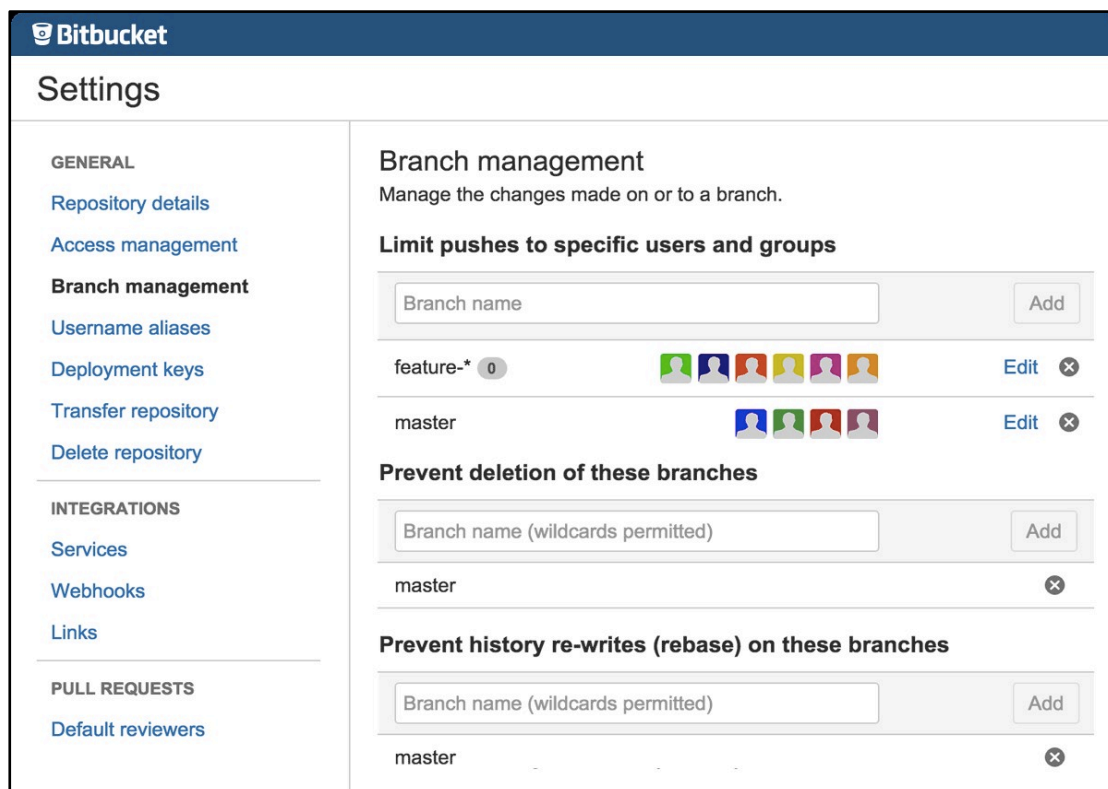 Bitbucket
Settings
GENERAL
Repository details
Access management
Branch management
Username aliases
Deployment keys
Transfer repository
Delete repository
INTEGRATIONS
Services
Webhooks
Links
PULL REQUESTS
Default reviewers
Branch management
Manage the changes made on or to a branch.
Limit pushes to specific users and groups
Branch name Add
feature-* 0 Edit
master Edit
Prevent deletion of these branches
Branch name (wildcards permitted) Add
master
Prevent history re-writes (rebase) on these branches
Branch name (wildcards permitted) Add
master